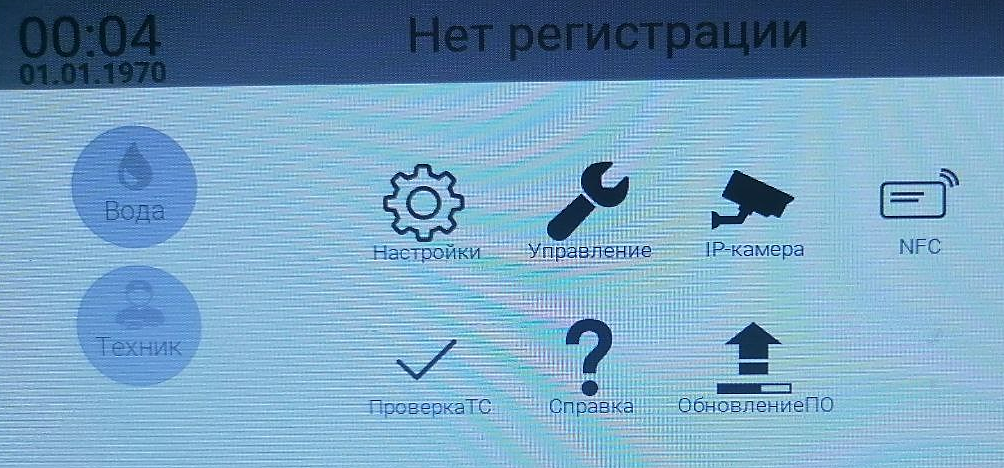 00:04
Нет регистрации
01.01.1970
Вода
Настройки
Управление
IP-камера
NFC
Техник
ПроверкаТС
Справка
ОбновлениеПО